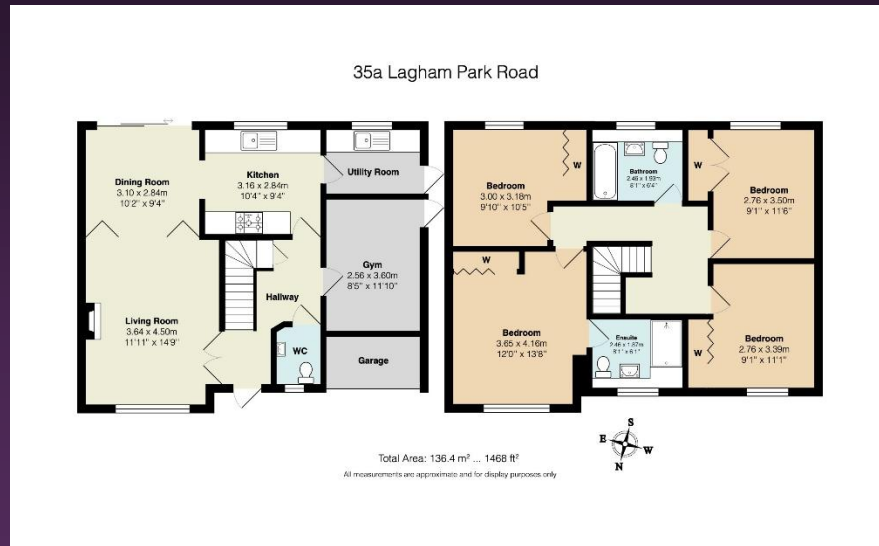 35a Lagham Park Road
Dining Room
3.10 x 2.84m
10'2" x 9'4"
Kitchen
3.16 x 2.84m
10'4" x 9'4"
Utility Room
Gym
2.56 x 3.60m
8'5" x 11'10"
Hallway
Living Room
3.64 x 4.50m
11'11" x 14'9"
WC
Garage
Bedroom
3.00 x 3.18m
9'10" x 10'5"
W
Bathroom
2.46 x 1.93m
8'1" x 6'4"
W
Bedroom
2.76 x 3.50m
9'1" x 11'6"
W
Bedroom
3.65 x 4.16m
12'0" x 13'8"
Ensuite
2.46 x 1.87m
8'1" x 6'1"
W
Bedroom
2.76 x 3.39m
9'1" x 11'1"
S
E
W
N
Total Area: 136.4 m² ... 1468 ft²
All measurements are approximate and for display purposes only